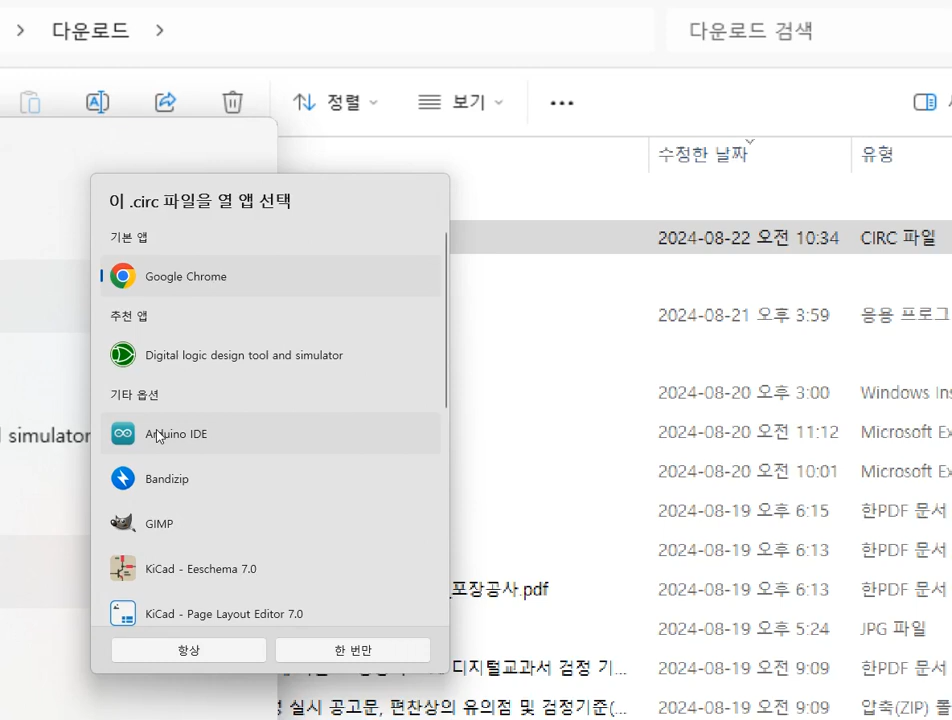 다운로드
다운로드 검색
정렬
보기
수정한 날짜
유형
이 .circ 파일을 열 앱 선택
기본 앱
Google Chrome
추천 앱
Digital logic design tool and simulator
기타 옵션
Arduino IDE
Bandizip
GIMP
KiCad - Eeschema 7.0
KiCad - Page Layout Editor 7.0
항상
한 번만
simulator
2024-08-22 오전 10:34 CIRC 파일
2024-08-21 오후 3:59 응용 프로그
2024-08-20 오후 3:00 Windows Ins
2024-08-20 오전 11:12 Microsoft Ex
2024-08-20 오전 10:01 Microsoft Ex
2024-08-19 오후 6:15 한PDF 문서
2024-08-19 오후 6:13 한PDF 문서
_포장공사.pdf 2024-08-19 오후 6:13 한PDF 문서
2024-08-19 오후 5:24 JPG 파일
디지털교과서 검정 기... 2024-08-19 오전 9:09 한PDF 문서
실시 공고문, 편찬상의 유의점 및 검정기준(... 2024-08-19 오전 9:09 압축(ZIP)